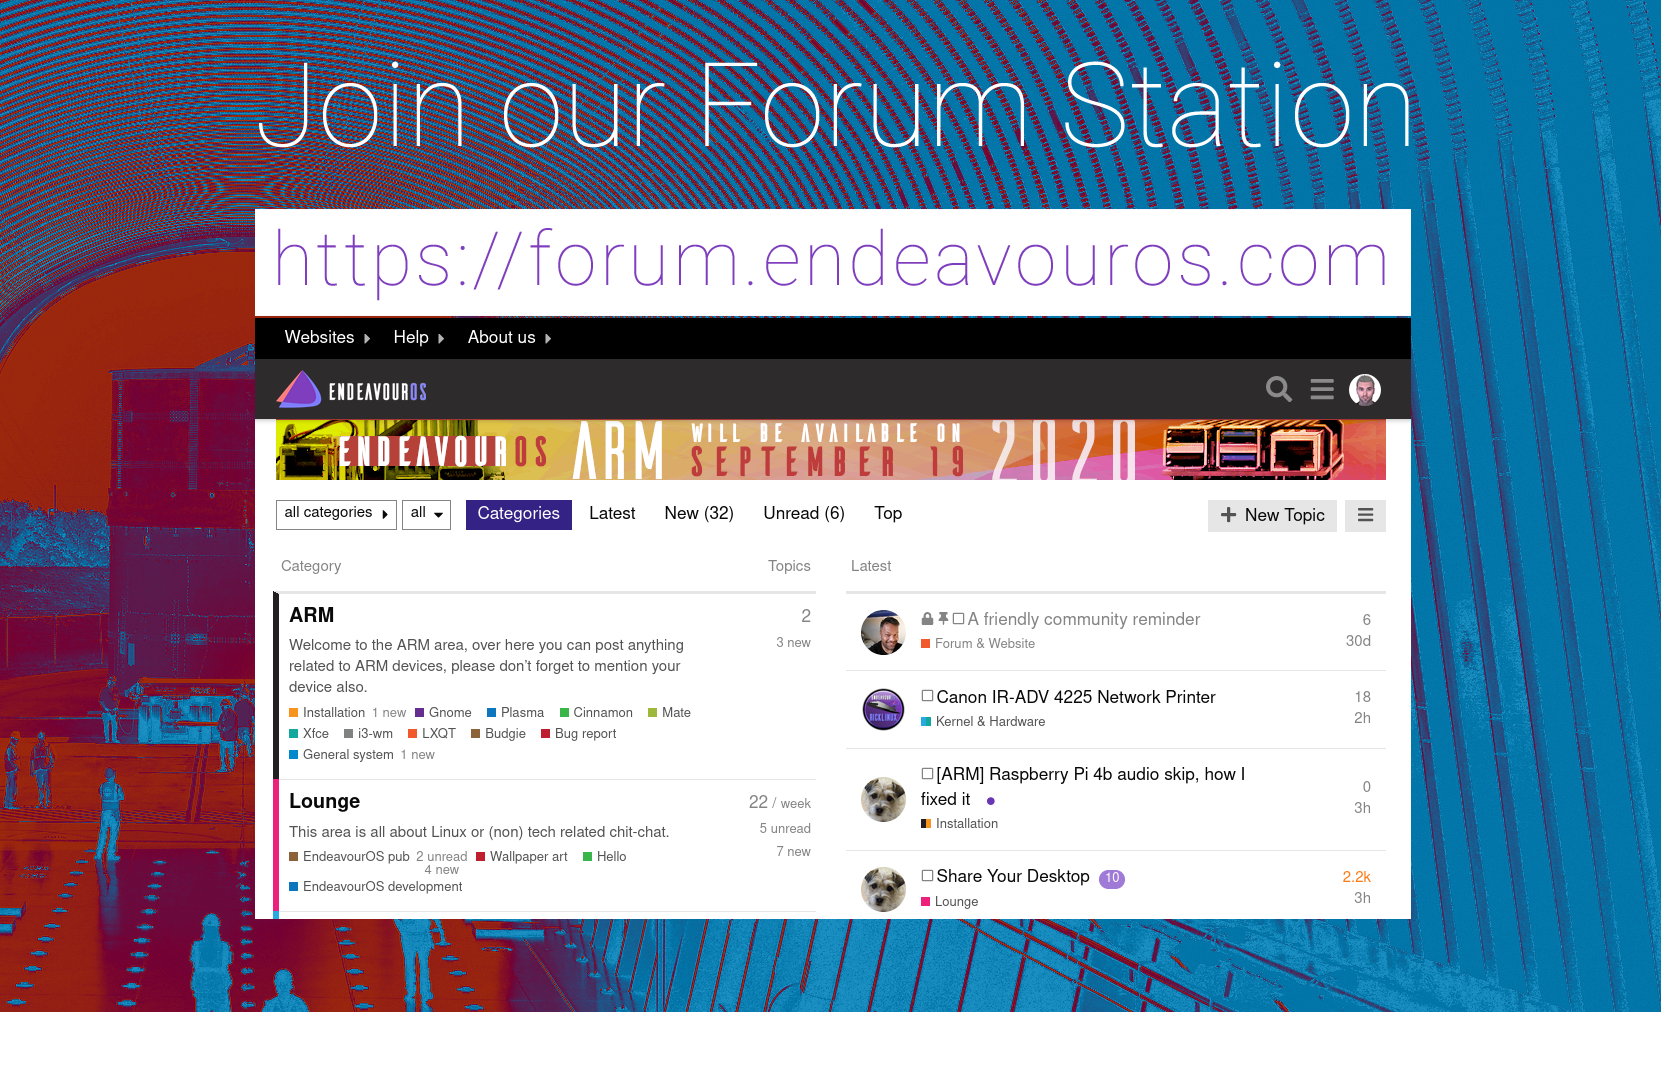 Join our Forum Station
https://forum.endeavouros.com
Websites Help About us
ENDEAVOUROS
ENDEAVOUROS ARM WILL BE AVAILABLE ON SEPTEMBER 19 2020
all categories all Categories Latest New (32) Unread (6) Top + New Topic
Category Topics
ARM 2
Welcome to the ARM area, over here you can post anything 3 new
related to ARM devices, please don't forget to mention your
device also.
Installation 1 new Gnome Plasma Cinnamon Mate
Xfce i3-wm LXQT Budgie Bug report
General system 1 new
Lounge 22 / week
This area is all about Linux or (non) tech related chit-chat. 5 unread
7 new
EndeavourOS pub 2 unread Wallpaper art Hello
4 new
EndeavourOS development
Latest
A friendly community reminder 6
Forum & Website 30d
Canon IR-ADV 4225 Network Printer 18
Kernel & Hardware 2h
[ARM] Raspberry Pi 4b audio skip, how I 0
fixed it 3h
Installation
Share Your Desktop 10 2.2k
Lounge 3h